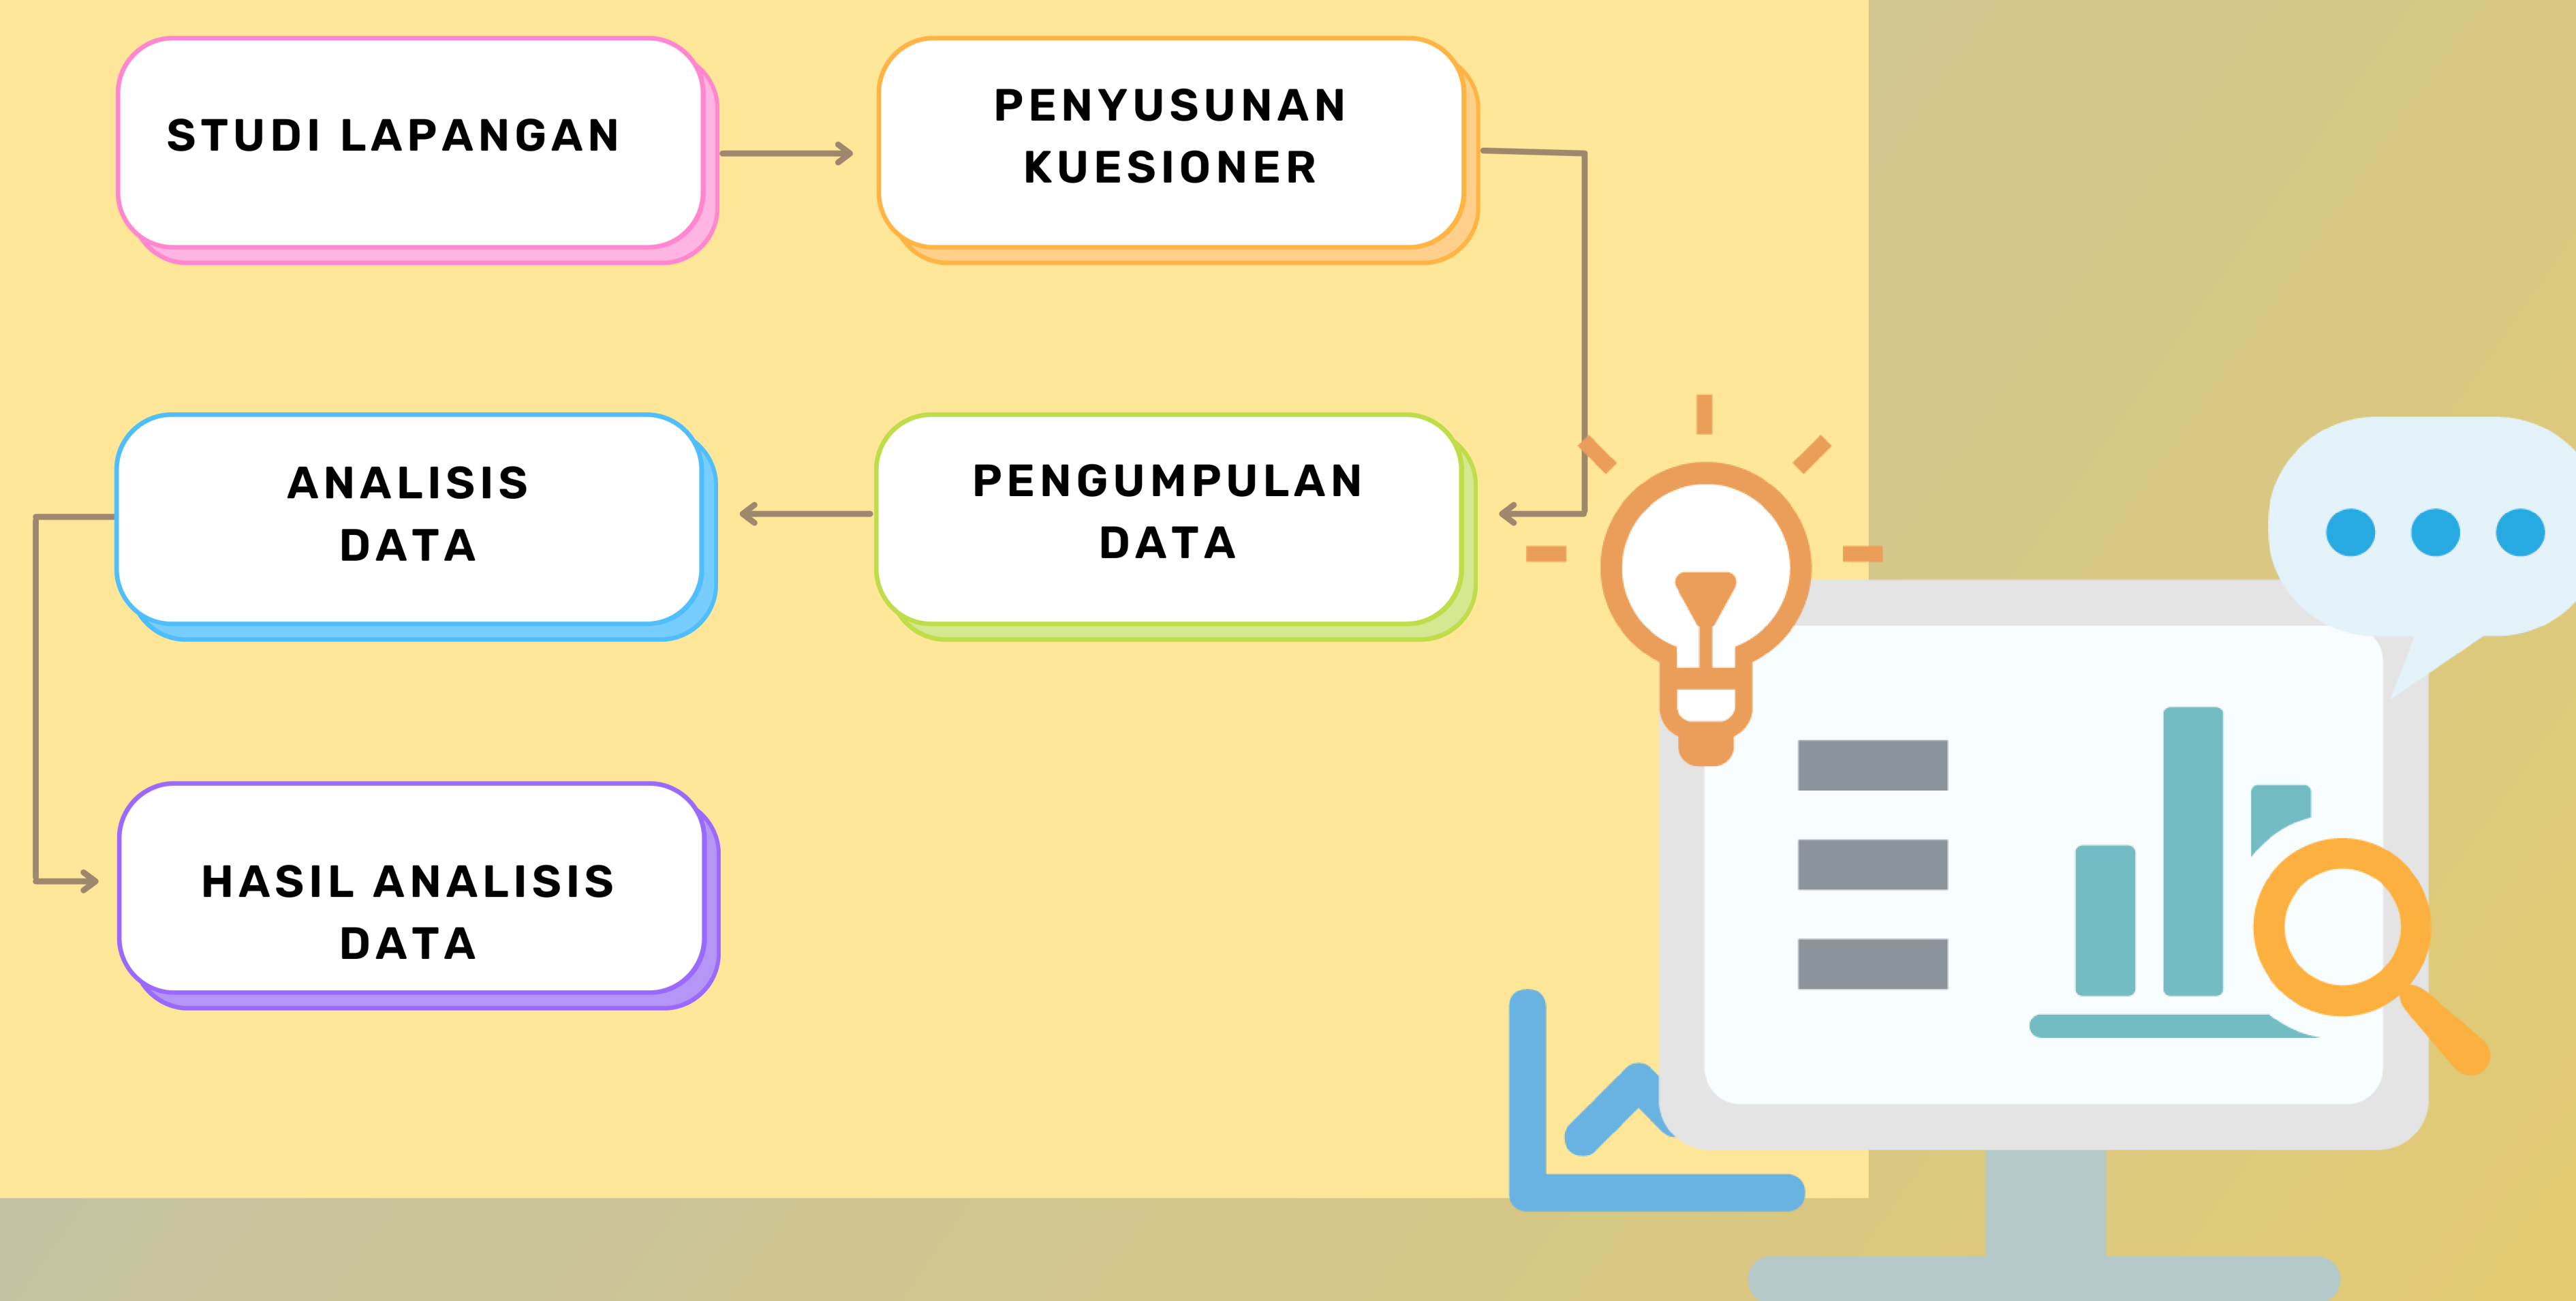 STUDI LAPANGAN
PENYUSUNAN
KUESIONER
PENGUMPULAN
DATA
ANALISIS
DATA
HASIL ANALISIS
DATA